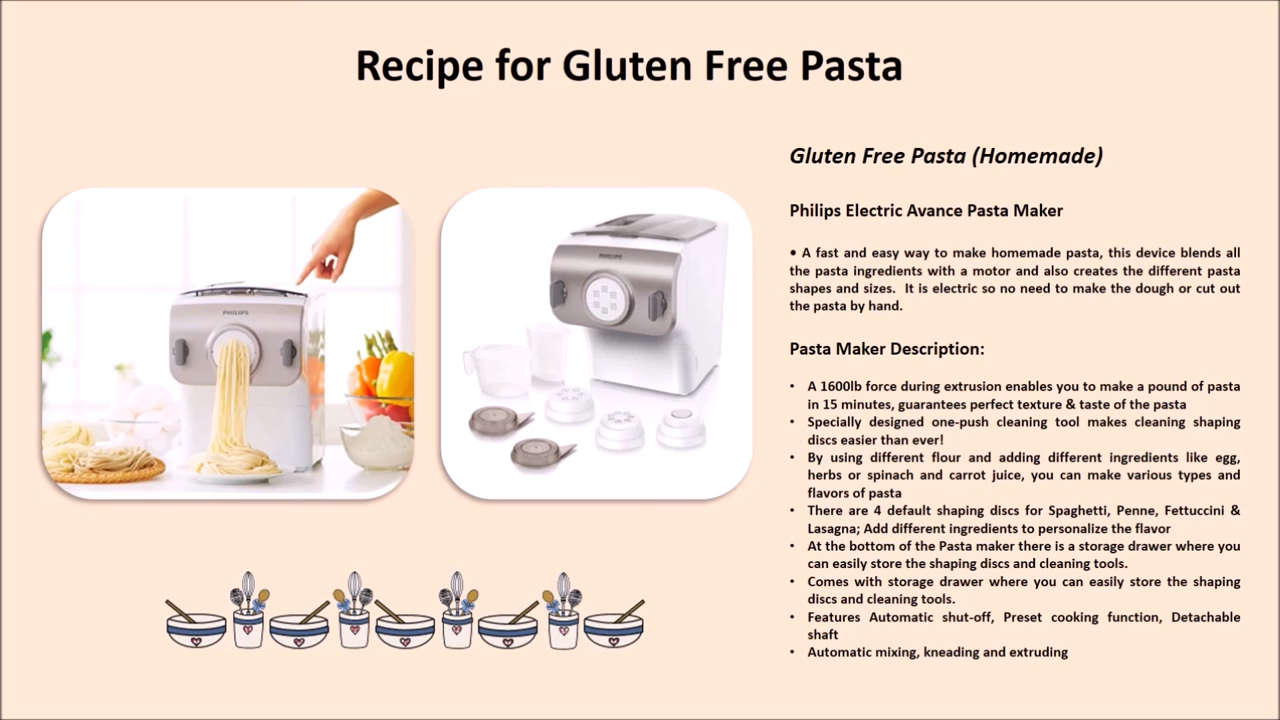 Recipe for Gluten Free Pasta
Gluten Free Pasta (Homemade)
Philips Electric Avance Pasta Maker
• A fast and easy way to make homemade pasta, this device blends all
the pasta ingredients with a motor and also creates the different pasta
shapes and sizes.  It is electric so no need to make the dough or cut out
the pasta by hand.
Pasta Maker Description:
• A 1600lb force during extrusion enables you to make a pound of pasta
in 15 minutes, guarantees perfect texture & taste of the pasta
• Specially designed one-push cleaning tool makes cleaning shaping
discs easier than ever!
• By using different flour and adding different ingredients like egg,
herbs or spinach and carrot juice, you can make various types and
flavors of pasta
• There are 4 default shaping discs for Spaghetti, Penne, Fettuccini &
Lasagna; Add different ingredients to personalize the flavor
• At the bottom of the Pasta maker there is a storage drawer where you
can easily store the shaping discs and cleaning tools.
• Comes with storage drawer where you can easily store the shaping
discs and cleaning tools.
• Features Automatic shut-off, Preset cooking function, Detachable
shaft
• Automatic mixing, kneading and extruding
PHILIPS
PHILIPS